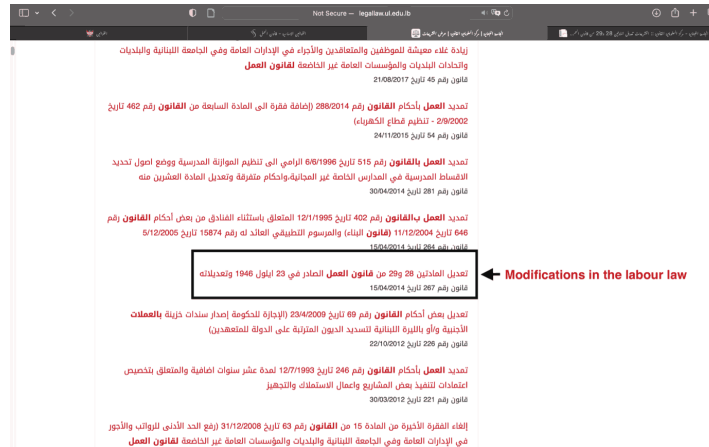 Not Secure — legallaw.ul.edu.lb
زيادة غلاء معيشة للموظفين والمتعاقدين والأجراء في الإدارات العامة وفي الجامعة اللبنانية والبلديات
واتحادات البلديات والمؤسسات العامة غير الخاضعة لقانون العمل
قانون رقم 45 تاريخ 21/08/2017
تمديد العمل بأحكام القانون رقم 288/2014 (إضافة فقرة الى المادة السابعة من القانون رقم 462 تاريخ
2/9/2002 - تنظيم قطاع الكهرباء)
قانون رقم 54 تاريخ 24/11/2015
تمديد العمل بالقانون رقم 515 تاريخ 6/6/1996 الرامي الى تنظيم الموازنة المدرسية ووضع اصول تحديد
الاقساط المدرسية في المدارس الخاصة غير المجانية،واحكام متفرقة وتعديل المادة العشرين منه
قانون رقم 281 تاريخ 30/04/2014
تمديد العمل ب‍القانون رقم 402 تاريخ 12/1/1995 المتعلق باستثناء الفنادق من بعض أحكام القانون رقم
646 تاريخ 11/12/2004 (قانون البناء) والمرسوم التطبيقي العائد له رقم 15874 تاريخ 5/12/2005
قانون رقم 264 تاريخ 15/04/2014
تعديل المادتين 28 و29 من قانون العمل الصادر في 23 ايلول 1946 وتعديلاته
قانون رقم 267 تاريخ 15/04/2014
Modifications in the labour law
تعديل بعض أحكام القانون رقم 69 تاريخ 23/4/2009 (الإجازة للحكومة إصدار سندات خزينة بالعملات
الأجنبية و/أو بالليرة اللبنانية لتسديد الديون المترتبة على الدولة للمتعهدين)
قانون رقم 226 تاريخ 22/10/2012
تمديد العمل بأحكام القانون رقم 246 تاريخ 12/7/1993 لمدة عشر سنوات اضافية والمتعلق بتخصيص
اعتمادات لتنفيذ بعض المشاريع واعمال الاستملاك والتجهيز
قانون رقم 221 تاريخ 30/03/2012
إلغاء الفقرة الأخيرة من المادة 15 من القانون رقم 63 تاريخ 31/12/2008 (رفع الحد الأدنى للرواتب والأجور
في الإدارات العامة وفي الجامعة اللبنانية والبلديات والمؤسسات العامة غير الخاضعة لقانون العمل